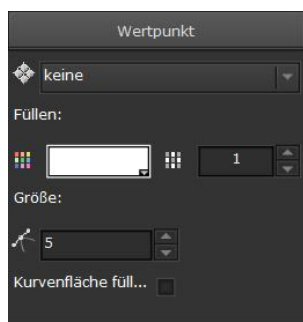 Wertpunkt
keine
Füllen:
1
Größe:
5
Kurvenfläche füll...